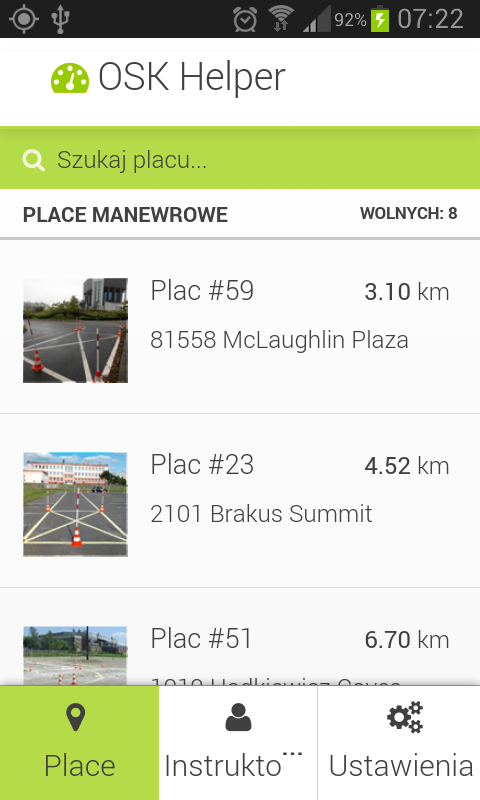 92% 07:22
OSK Helper
Szukaj placu...
PLACE MANEWROWE WOLNYCH: 8
Plac #59 3.10 km
81558 McLaughlin Plaza
Plac #23 4.52 km
2101 Brakus Summit
Plac #51 6.70 km
Place Instrukto... Ustawienia